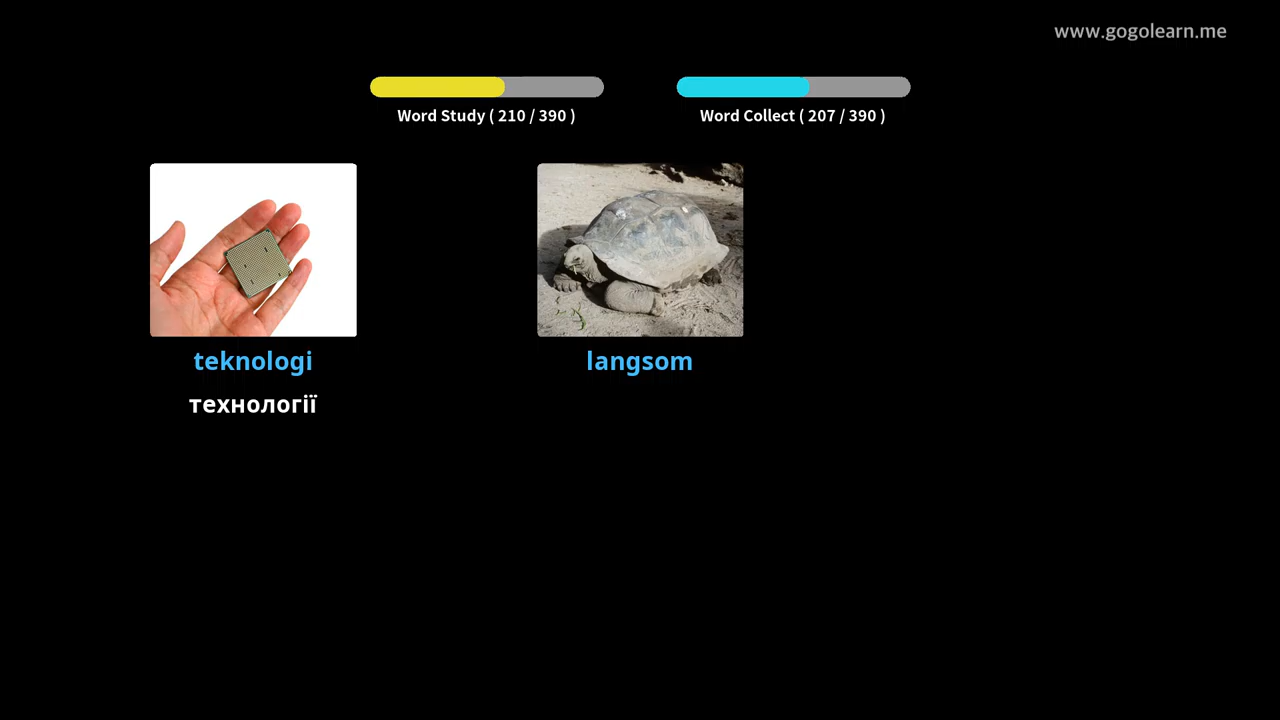 www.gogolearn.me
Word Study ( 210 / 390 )
Word Collect ( 207 / 390 )
teknologi
langsom
технології